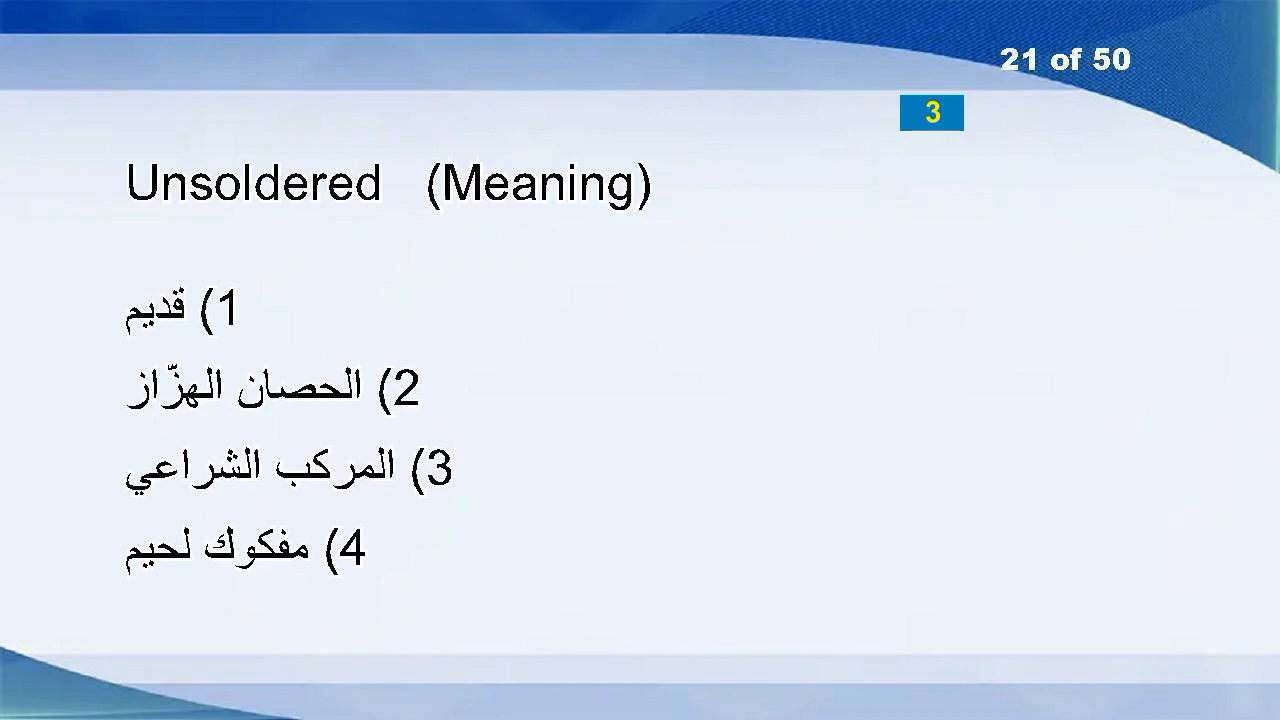 21 of 50
3
Unsoldered (Meaning)
1) قديم
2) الحصان الهزّاز
3) المركب الشراعي
4) مفكوك لحيم